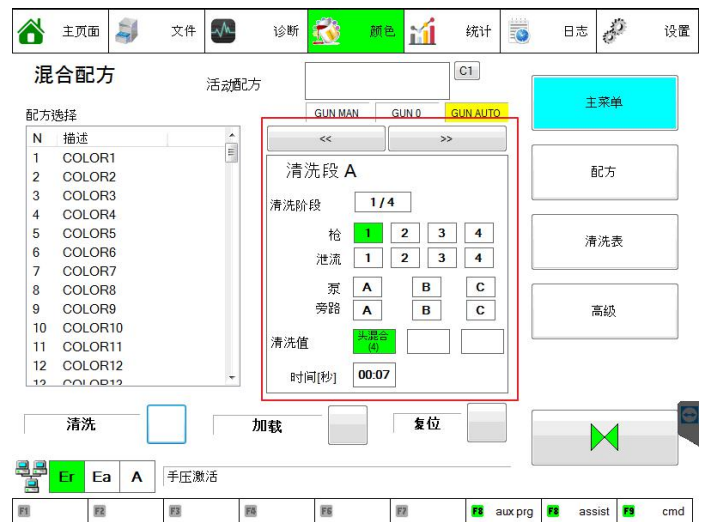 主页面 文件 诊断 颜色 统计 日志 设置
混合配方 活动配方 C1 主菜单
配方选择 GUN MAN GUN 0 GUN AUTO
N 描述 << >>
1 COLOR1 清洗段 A 配方
2 COLOR2
3 COLOR3 清洗阶段 1 / 4
4 COLOR4
5 COLOR5 枪 1 2 3 4 清洗表
6 COLOR6 泄流 1 2 3 4
7 COLOR7
8 COLOR8 泵 A B C
9 COLOR9 旁路 A B C 高级
10 COLOR10
11 COLOR11 清洗值 头混合
(4)
12 COLOR12 时间[秒] 00:07
13 COLOR13
清洗 加载 复位
Er Ea A 手压激活
F1 F2 F3 F4 F6 F7 F8 aux prg F8 assist F9 cmd